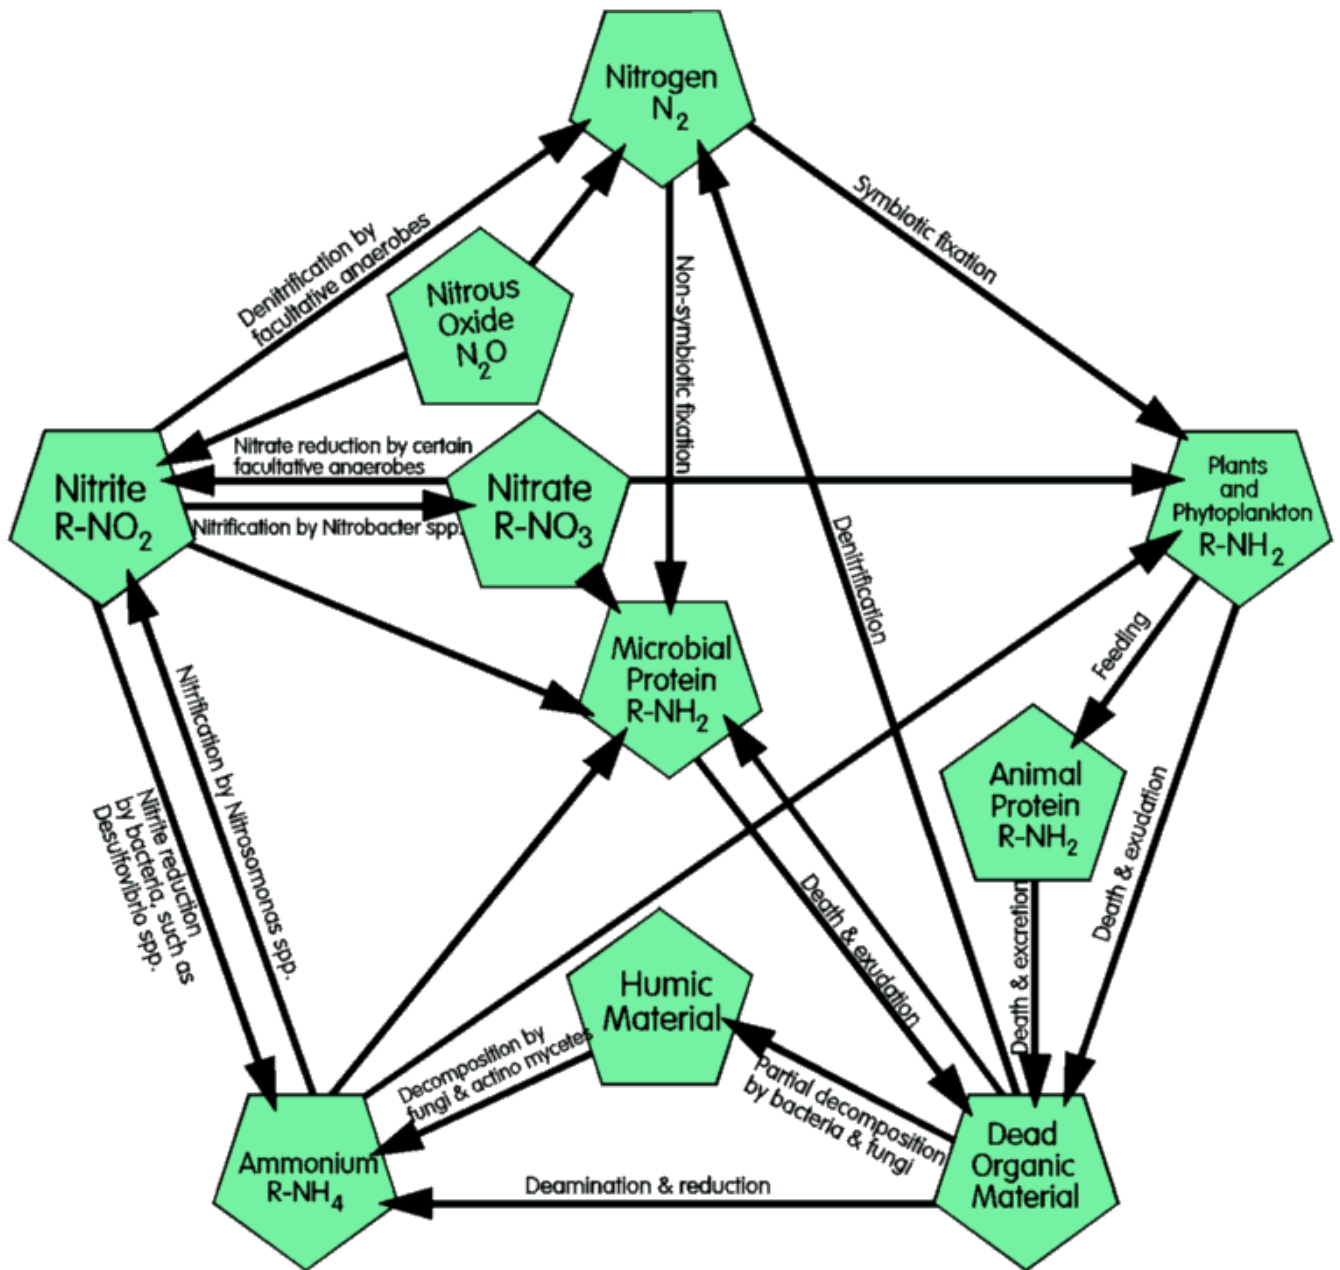 Nitrogen
N2
Symbiotic fixation
Denitrification by
facultative anaerobes
Nitrous
Oxide
N2O
Non-symbiotic fixation
Nitrate reduction by certain
facultative anaerobes
Nitrite
R-NO2
Nitrification by Nitrobacter spp.
Nitrate
R-NO3
Plants
and
Phytoplankton
R-NH2
Denitrification
Feeding
Microbial
Protein
R-NH2
Nitrification by Nitrosomonas spp.
Nitrite reduction
by bacteria, such as
Desulfovibrio spp.
Animal
Protein
R-NH2
Death & exudation
Death & exudation
Death & excretion
Humic
Material
Decomposition by
fungi & actino mycetes
Partial decomposition
by bacteria & fungi
Ammonium
R-NH4
Deamination & reduction
Dead
Organic
Material